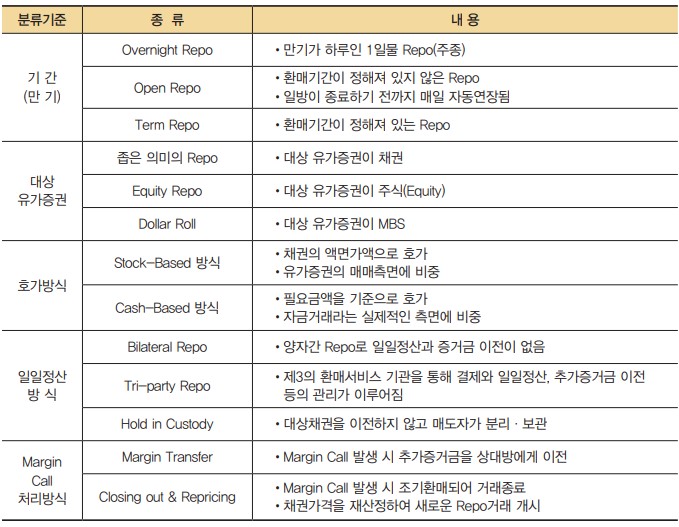 분류기준 종 류 내 용
기 간
(만 기)
Overnight Repo •만기가 하루인 1일물 Repo(주종)
Open Repo •환매기간이 정해져 있지 않은 Repo
•일방이 종료하기 전까지 매일 자동연장됨
Term Repo •환매기간이 정해져 있는 Repo
대상
유가증권
좁은 의미의 Repo •대상 유가증권이 채권
Equity Repo •대상 유가증권이 주식(Equity)
Dollar Roll •대상 유가증권이 MBS
호가방식
Stock-Based 방식 •채권의 액면가액으로 호가
•유가증권의 매매측면에 비중
Cash-Based 방식 •필요금액을 기준으로 호가
•자금거래라는 실제적인 측면에 비중
일일정산
방 식
Bilateral Repo •양자간 Repo로 일일정산과 증거금 이전이 없음
Tri-party Repo •제3의 환매서비스 기관을 통해 결제와 일일정산, 추가증거금 이전
등의 관리가 이루어짐
Hold in Custody •대상채권을 이전하지 않고 매도자가 분리 · 보관
Margin
Call
처리방식
Margin Transfer •Margin Call 발생 시 추가증거금을 상대방에게 이전
Closing out & Repricing •Margin Call 발생 시 조기환매되어 거래종료
•채권가격을 재산정하여 새로운 Repo거래 개시